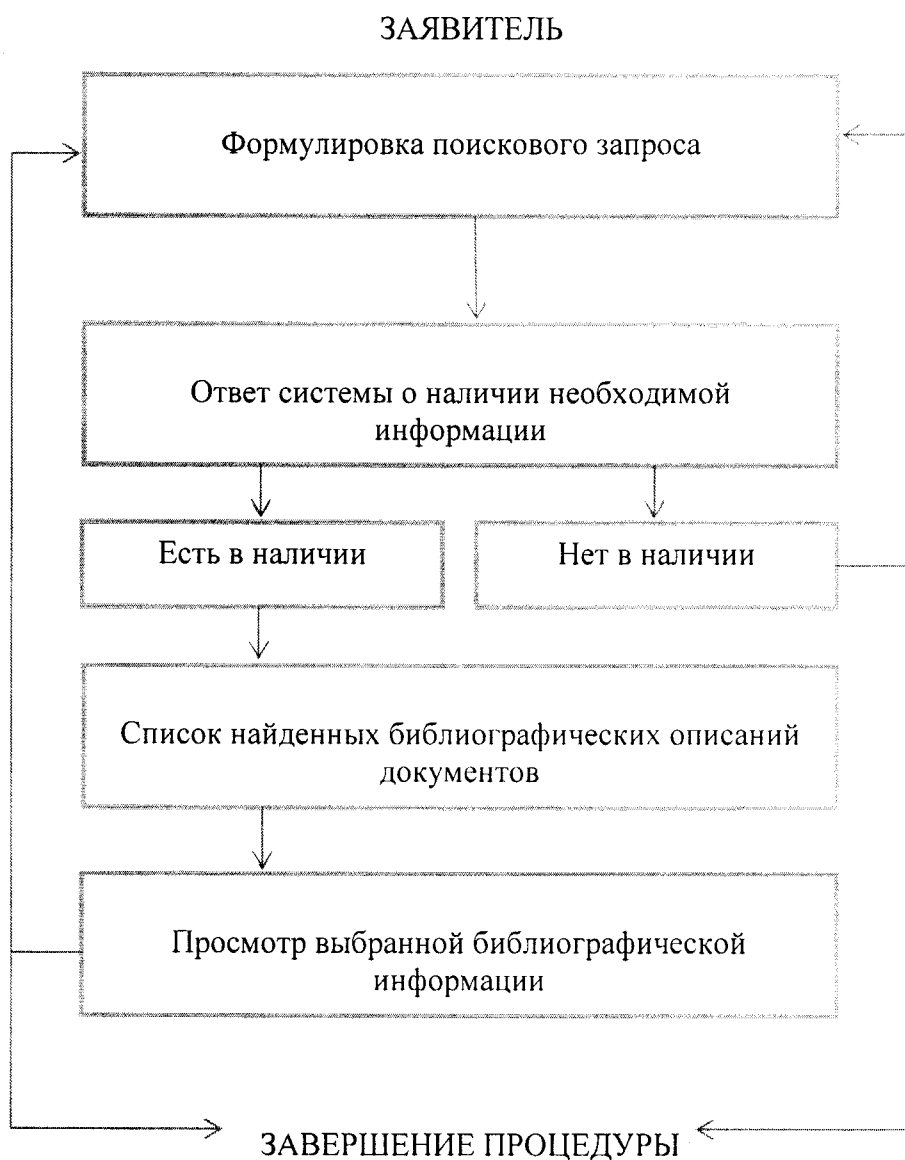 ЗАЯВИТЕЛЬ
Формулировка поискового запроса
Ответ системы о наличии необходимой
информации
Есть в наличии
Нет в наличии
Список найденных библиографических описаний
документов
Просмотр выбранной библиографической
информации
ЗАВЕРШЕНИЕ ПРОЦЕДУРЫ